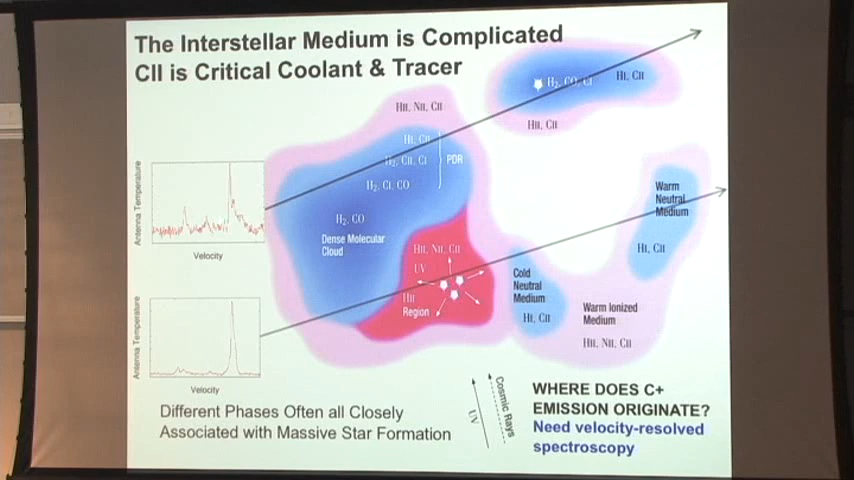 The Interstellar Medium is Complicated
CII is Critical Coolant & Tracer
H2, CO, CI
HI, CII
HII, CII
HII, NII, CII
HI, CII
H2, CII, CI
PDR
H2, CI, CO
H2, CO
Dense Molecular
Cloud
HII, NII, CII
UV
HII
Region
Cold
Neutral
Medium
HI, CII
Warm
Neutral
Medium
HI, CII
Warm Ionized
Medium
HII, NII, CII
Antenna Temperature
Velocity
Antenna Temperature
Velocity
Different Phases Often all Closely
Associated with Massive Star Formation
UV
Cosmic Rays
WHERE DOES C+
EMISSION ORIGINATE?
Need velocity-resolved
spectroscopy